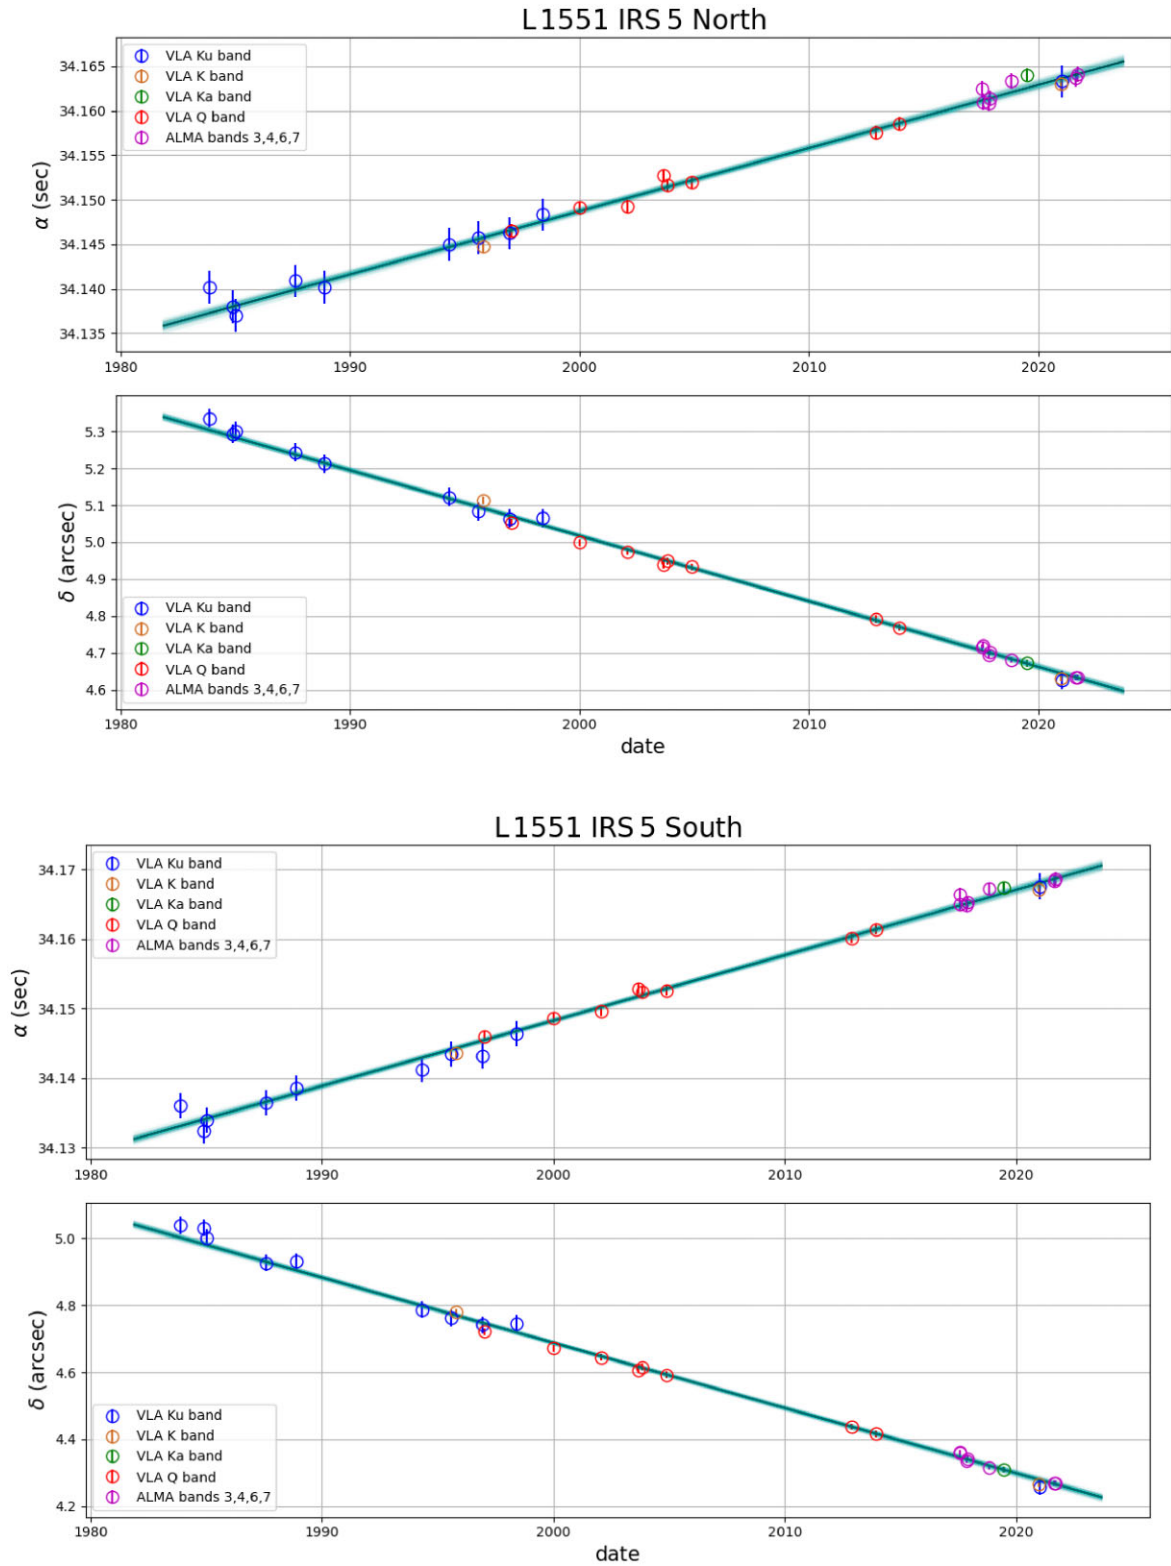 L1551 IRS 5 North
VLA Ku band
VLA K band
VLA Ka band
VLA Q band
ALMA bands 3,4,6,7
34.165
34.160
34.155
34.150
34.145
34.140
34.135
α (sec)
1980 1990 2000 2010 2020
5.3
5.2
5.1
5.0
4.9
4.8
4.7
4.6
δ (arcsec)
VLA Ku band
VLA K band
VLA Ka band
VLA Q band
ALMA bands 3,4,6,7
1980 1990 2000 2010 2020
date
L1551 IRS 5 South
VLA Ku band
VLA K band
VLA Ka band
VLA Q band
ALMA bands 3,4,6,7
34.17
34.16
34.15
34.14
34.13
α (sec)
1980 1990 2000 2010 2020
5.0
4.8
4.6
4.4
4.2
δ (arcsec)
VLA Ku band
VLA K band
VLA Ka band
VLA Q band
ALMA bands 3,4,6,7
1980 1990 2000 2010 2020
date